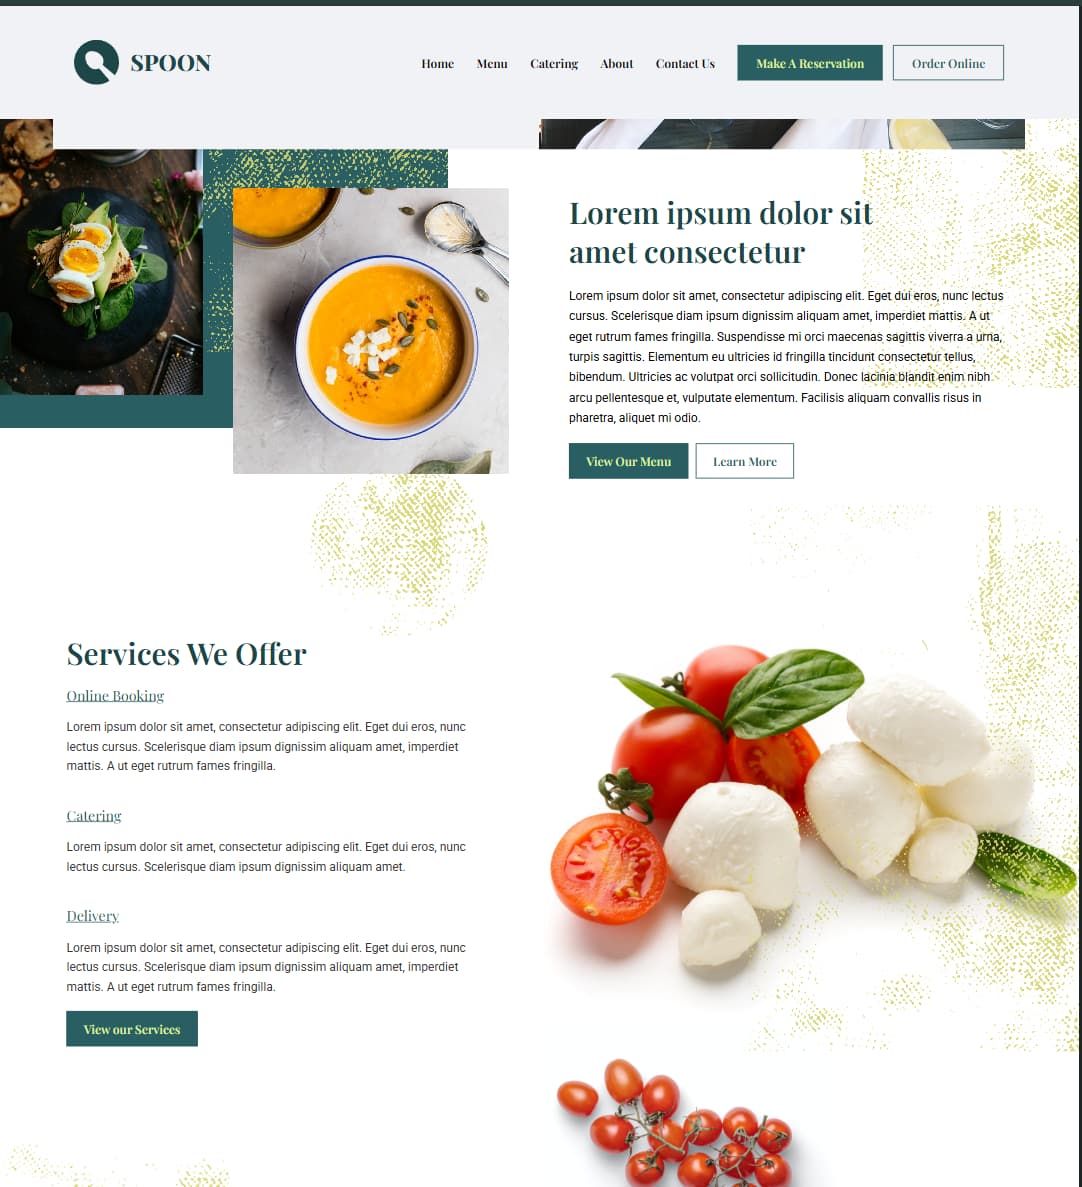 SPOON
Home Menu Catering About Contact Us Make A Reservation Order Online
Lorem ipsum dolor sit
amet consectetur
Lorem ipsum dolor sit amet, consectetur adipiscing elit. Eget dui eros, nunc lectus
cursus. Scelerisque diam ipsum dignissim aliquam amet, imperdiet mattis. A ut
eget rutrum fames fringilla. Suspendisse mi orci maecenas sagittis viverra a urna,
turpis sagittis. Elementum eu ultricies id fringilla tincidunt consectetur tellus,
bibendum. Ultricies ac volutpat orci sollicitudin. Donec lacinia blandit enim nibh
arcu pellentesque et, vulputate elementum. Facilisis aliquam convallis risus in
pharetra, aliquet mi odio.
View Our Menu Learn More
Services We Offer
Online Booking
Lorem ipsum dolor sit amet, consectetur adipiscing elit. Eget dui eros, nunc
lectus cursus. Scelerisque diam ipsum dignissim aliquam amet, imperdiet
mattis. A ut eget rutrum fames fringilla.
Catering
Lorem ipsum dolor sit amet, consectetur adipiscing elit. Eget dui eros, nunc
lectus cursus. Scelerisque diam ipsum dignissim aliquam amet.
Delivery
Lorem ipsum dolor sit amet, consectetur adipiscing elit. Eget dui eros, nunc
lectus cursus. Scelerisque diam ipsum dignissim aliquam amet, imperdiet
mattis. A ut eget rutrum fames fringilla.
View our Services